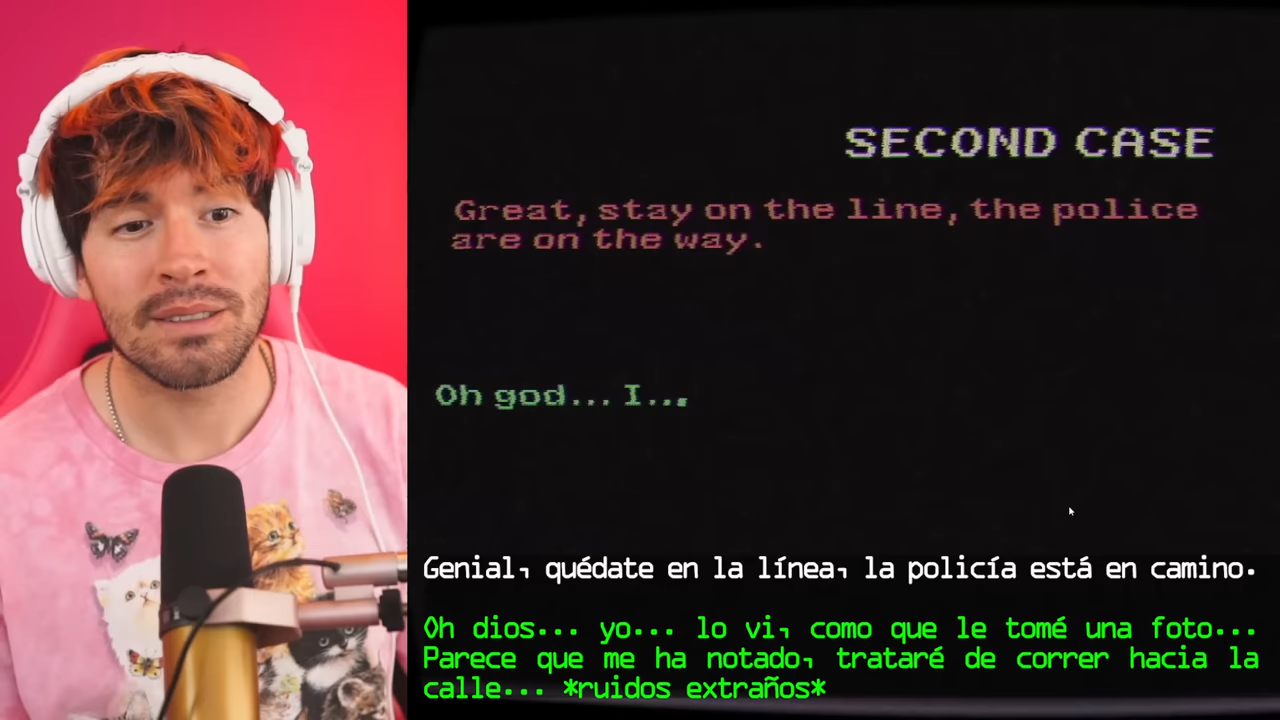 SECOND CASE
Great, stay on the line, the police
are on the way.
Oh god... I...
Genial, quédate en la línea, la policía está en camino.
Oh dios... yo... lo vi, como que le tomé una foto...
Parece que me ha notado, trataré de correr hacia la
calle... *ruidos extraños*